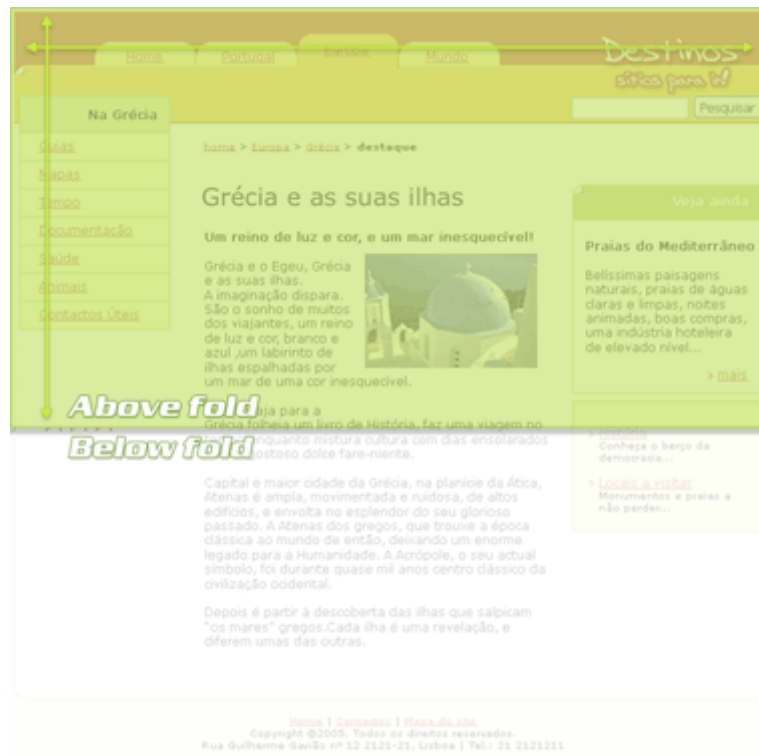 Home
Portugal
Mundo
Destinos
sítios para ir!
Pesquisar
Na Grécia
Guias
Mapas
Tempo
Documentação
Saúde
Animais
Contactos Úteis
home > Europa > Grécia > destaque
Grécia e as suas ilhas
Um reino de luz e cor, e um mar inesquecível!
Grécia e o Egeu, Grécia
e as suas ilhas.
A imaginação dispara.
São o sonho de muitos
dos viajantes, um reino
de luz e cor, branco e
azul ,um labirinto de
ilhas espalhadas por
um mar de uma cor inesquecível.
para a
Grécia folheia um livro de História, faz uma viagem no
enquanto mistura cultura com dias ensolarados
dolce fare-niente.
Capital e maior cidade da Grécia, na planície da Ática,
Atenas é ampla, movimentada e ruidosa, de altos
edifícios, e envolta no esplendor do seu glorioso
passado. A Atenas dos gregos, que trouxe a época
clássica ao mundo de então, deixando um enorme
legado para a Humanidade. A Acrópole, o seu actual
símbolo, foi durante quase mil anos centro clássico da
civilização ocidental.
Depois é partir à descoberta das ilhas que salpicam
"os mares" gregos.Cada ilha é uma revelação, e
diferem umas das outras.
Veja ainda
Praias do Mediterrâneo
Belíssimas paisagens
naturais, praias de águas
claras e limpas, noites
animadas, boas compras,
uma indústria hoteleira
de elevado nível...
> mais
> História
Conheça o berço da
democracia...
> Locais a visitar
Monumentos e praias a
não perder...
Above fold
Below fold
Home | Contactos | Mapa do site
Copyright @2005. Todos os direitos reservados.
Rua Guilherme Gavião nº 12 2121-21, Lisboa | Tel.: 21 2121211